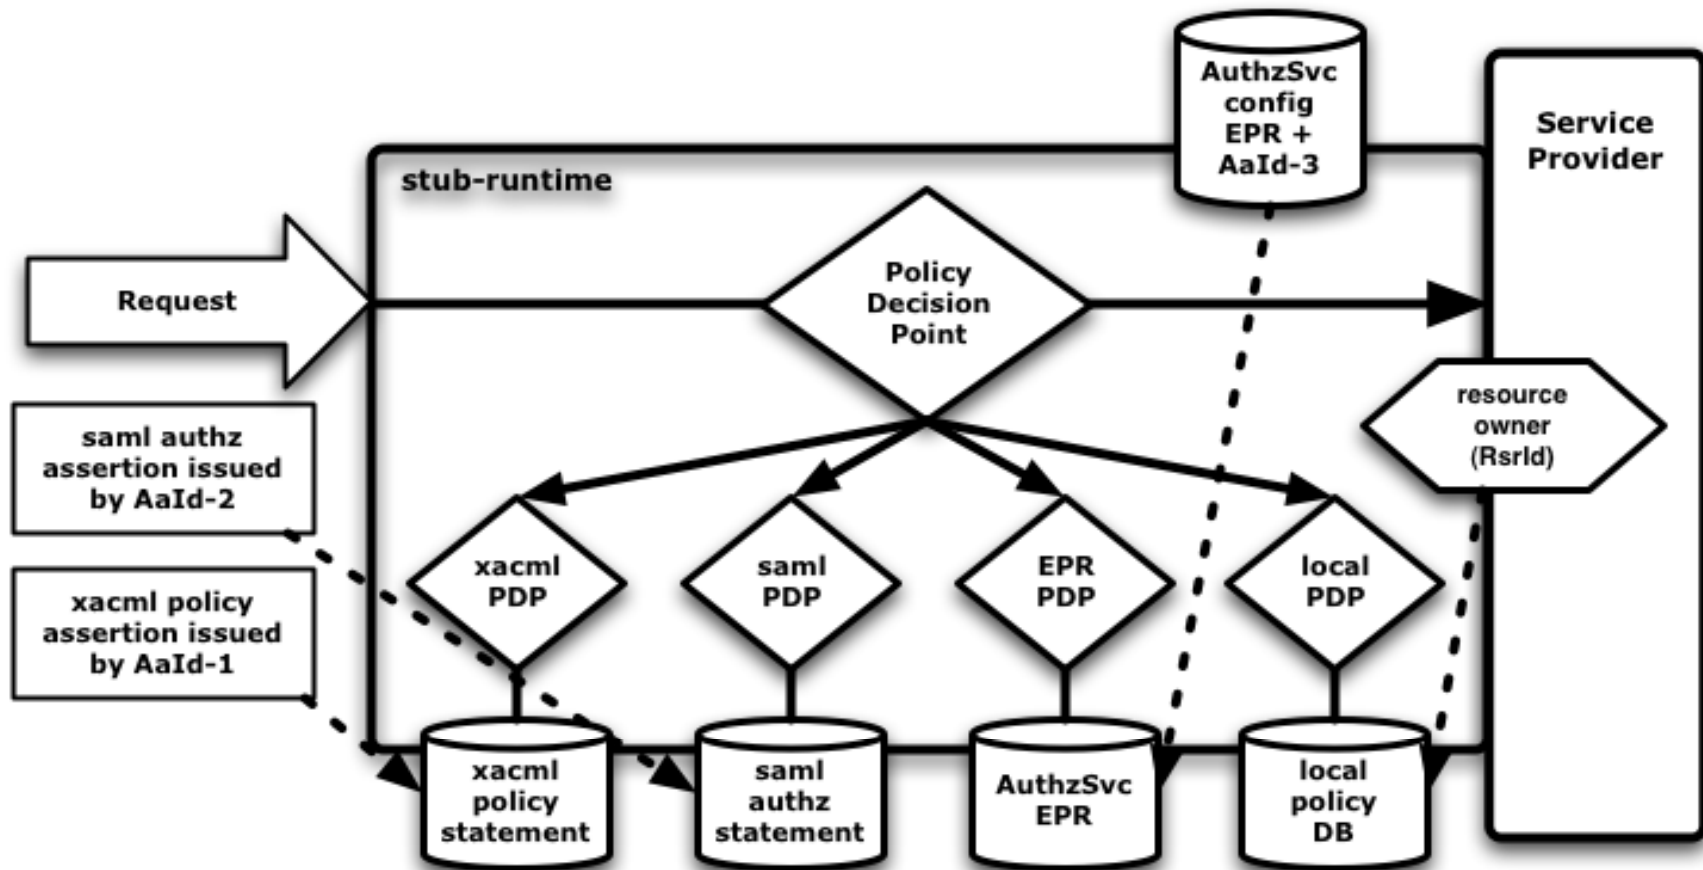 AuthzSvc
config
EPR +
AaId-3
Service
Provider
stub-runtime
Request
Policy
Decision
Point
resource
owner
(RsrId)
saml authz
assertion issued
by AaId-2
xacml policy
assertion issued
by AaId-1
xacml
PDP
saml
PDP
EPR
PDP
local
PDP
xacml
policy
statement
saml
authz
statement
AuthzSvc
EPR
local
policy
DB